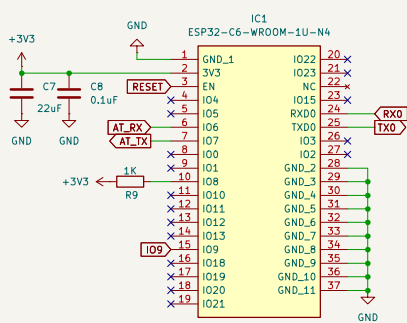 IC1
ESP32-C6-WROOM-1U-N4
GND
+3V3
1 GND_1
2 3V3
RESET 3 EN
4 IO4
5 IO5
AT_RX 6 IO6
AT_TX 7 IO7
8 IO0
9 IO1
10 IO8
11 IO10
12 IO11
13 IO12
14 IO13
IO9 15 IO9
16 IO18
17 IO19
18 IO20
19 IO21
IO22 20
IO23 21
NC 22
IO15 23
RXD0 24 RX0
TXD0 25 TX0
IO3 26
IO2 27
GND_2 28
GND_3 29
GND_4 30
GND_5 31
GND_6 32
GND_7 33
GND_8 34
GND_9 35
GND_10 36
GND_11 37
GND
C7
22uF
GND
C8
0.1uF
GND
+3V3
1K
R9